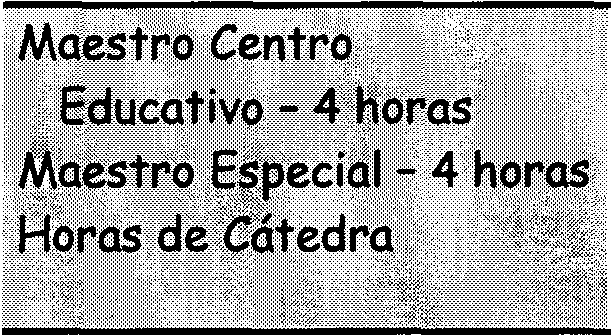 Maestro Centro
Educativo – 4 horas
Maestro Especial – 4 horas
Horas de Cátedra